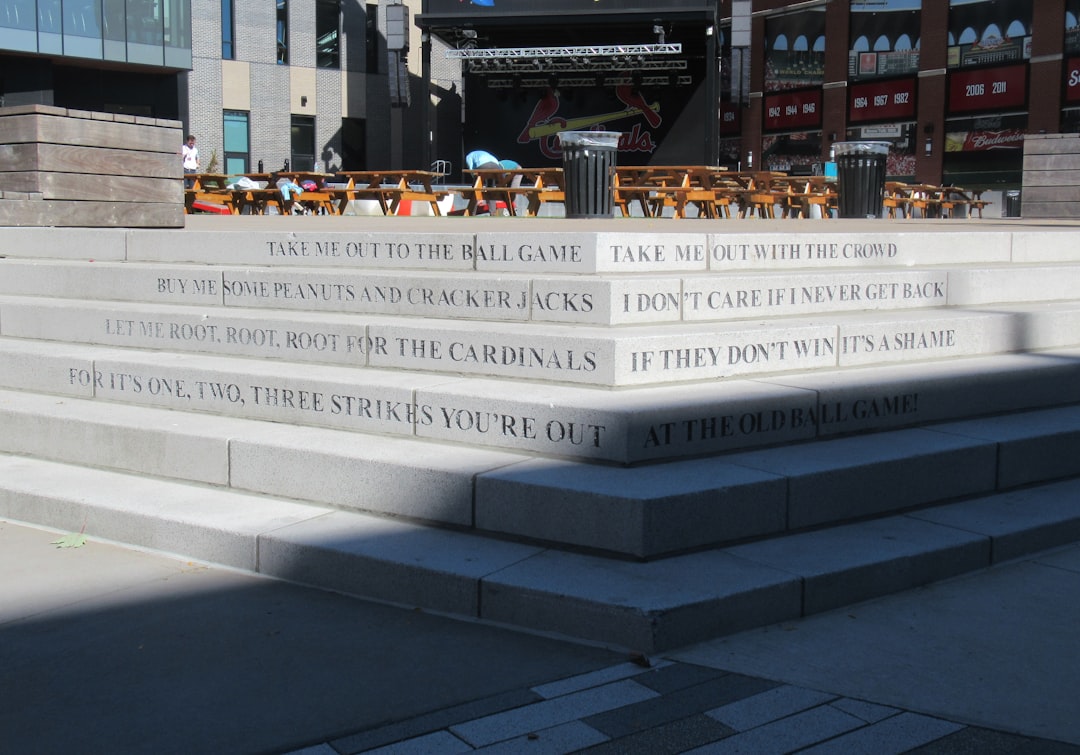 Cardinals
1942 1944 1946
1964 1967 1982
2006 2011
Budweiser
TAKE ME OUT TO THE BALL GAME TAKE ME OUT WITH THE CROWD
BUY ME SOME PEANUTS AND CRACKER JACKS I DON'T CARE IF I NEVER GET BACK
LET ME ROOT, ROOT, ROOT FOR THE CARDINALS IF THEY DON'T WIN IT'S A SHAME
FOR IT'S ONE, TWO, THREE STRIKES YOU'RE OUT AT THE OLD BALL GAME!